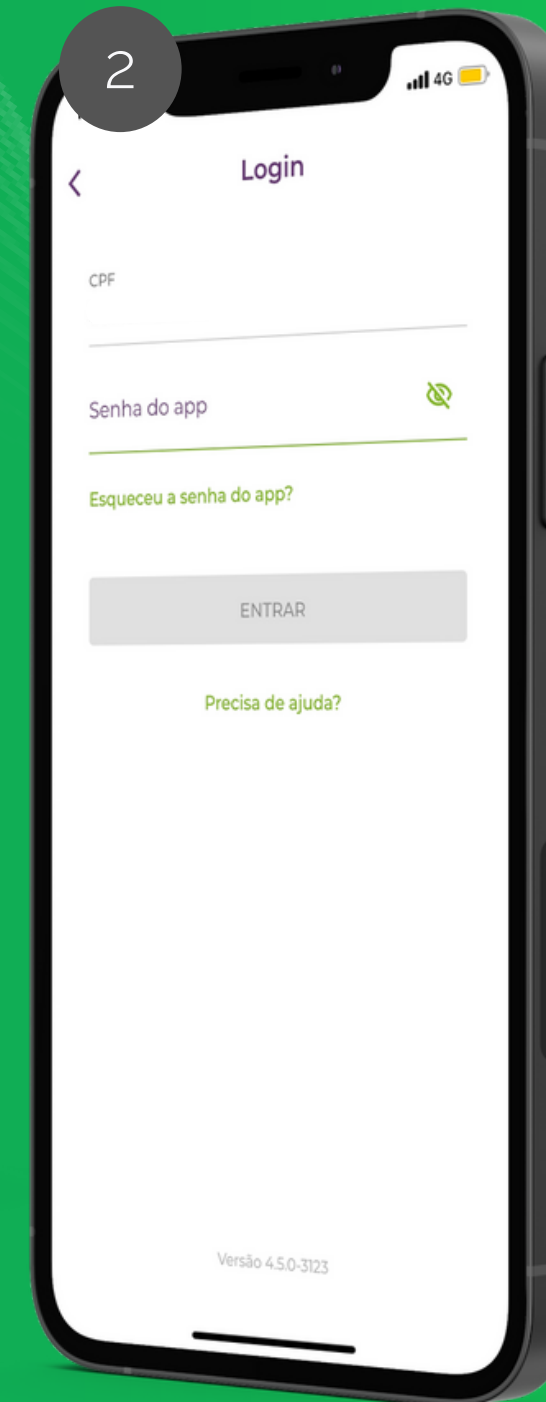 2
4G
Login
CPF
Senha do app
Esqueceu a senha do app?
ENTRAR
Precisa de ajuda?
Versão 4.5.0-3123